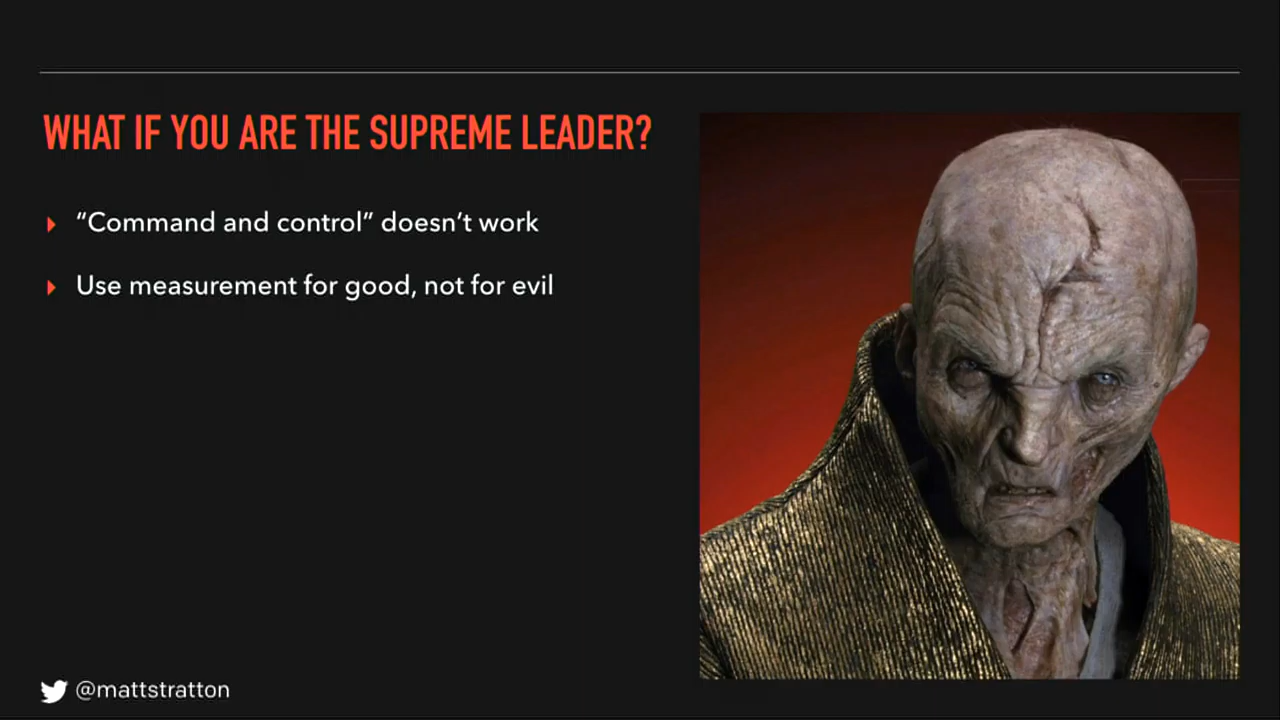 WHAT IF YOU ARE THE SUPREME LEADER?
“Command and control” doesn’t work
Use measurement for good, not for evil
@mattstratton